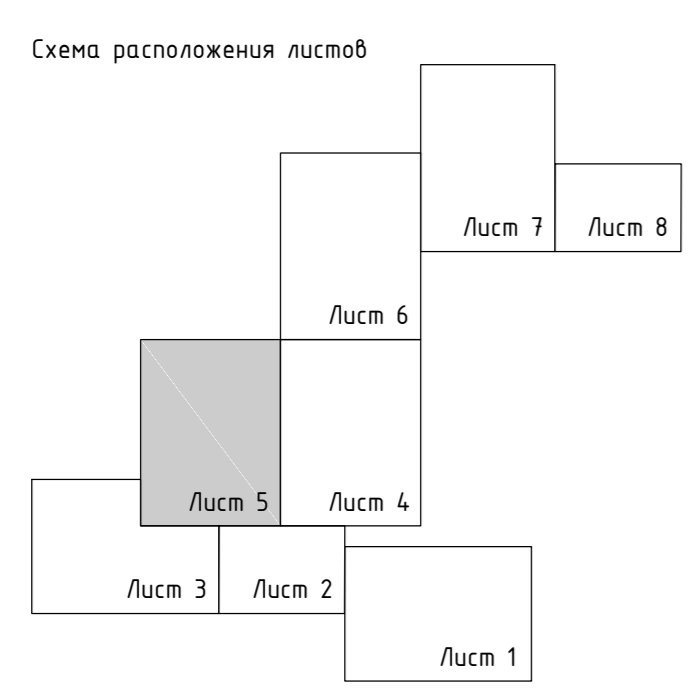 Схема расположения листов
Лист 7
Лист 8
Лист 6
Лист 5
Лист 4
Лист 3
Лист 2
Лист 1